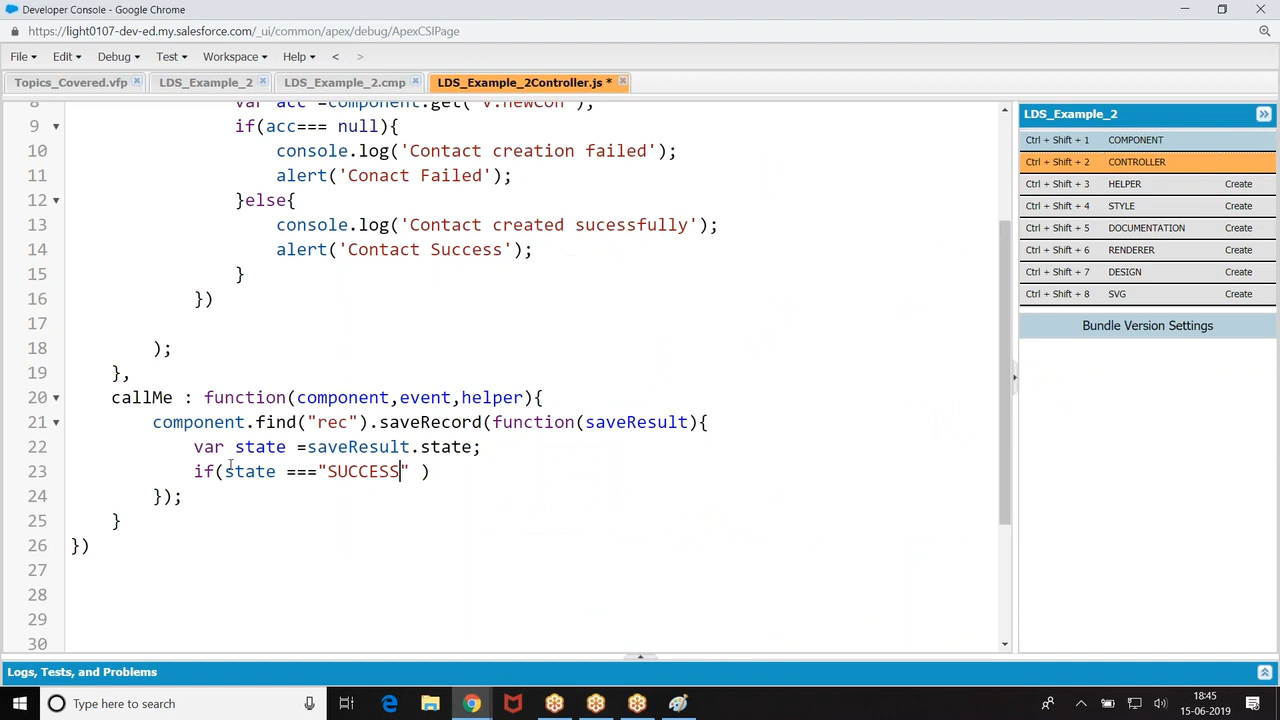 Developer Console - Google Chrome
https://light0107-dev-ed.my.salesforce.com/_ui/common/apex/debug/ApexCSIPage
File Edit Debug Test Workspace Help < >
Topics_Covered.vfp LDS_Example_2 LDS_Example_2.cmp LDS_Example_2Controller.js *
8 var acc =component.get("v.newCon");
9 if(acc=== null){
10 console.log('Contact creation failed');
11 alert('Conact Failed');
12 }else{
13 console.log('Contact created sucessfully');
14 alert('Contact Success');
15 }
16 })
17
18 );
19 },
20 callMe : function(component,event,helper){
21 component.find("rec").saveRecord(function(saveResult){
22 var state =saveResult.state;
23 if(state ==="SUCCESS" )
24 });
25 }
26 })
27
28
29
30
LDS_Example_2
Ctrl + Shift + 1 COMPONENT
Ctrl + Shift + 2 CONTROLLER
Ctrl + Shift + 3 HELPER Create
Ctrl + Shift + 4 STYLE Create
Ctrl + Shift + 5 DOCUMENTATION Create
Ctrl + Shift + 6 RENDERER Create
Ctrl + Shift + 7 DESIGN Create
Ctrl + Shift + 8 SVG Create
Bundle Version Settings
Logs, Tests, and Problems
Type here to search
18:45
15-06-2019